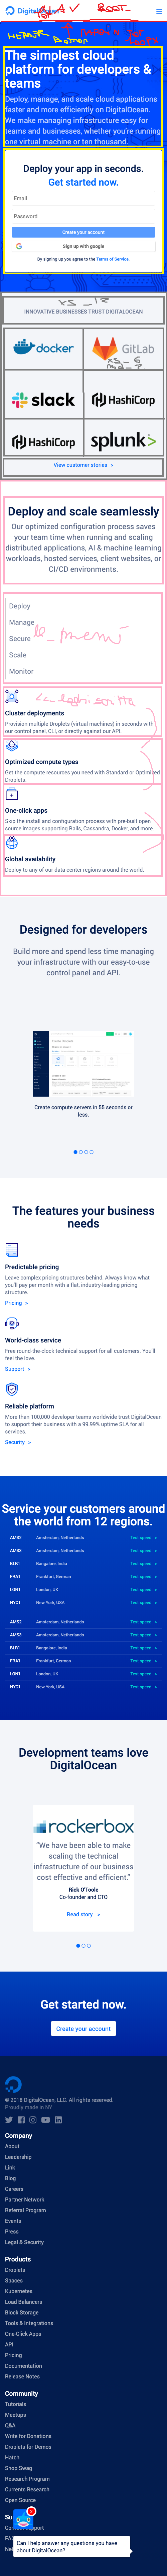 DigitalOcean
ROOT
The simplest cloud
platform for developers &
teams
Deploy, manage, and scale cloud applications
faster and more efficiently on DigitalOcean.
We make managing infrastructure easy for
teams and businesses, whether you're running
one virtual machine or ten thousand.
Deploy your app in seconds.
Get started now.
Email
Password
Create your account
Sign up with google
By signing up you agree to the Terms of Service.
INNOVATIVE BUSINESSES TRUST DIGITALOCEAN
docker
GitLab
slack
HashiCorp
HashiCorp
splunk>
View customer stories >
Deploy and scale seamlessly
Our optimized configuration process saves
your team time when running and scaling
distributed applications, AI & machine learning
workloads, hosted services, client websites, or
CI/CD environments.
Deploy
Manage
Secure
Scale
Monitor
Cluster deployments
Provision multiple Droplets (virtual machines) in seconds with
our control panel, CLI, or directly against our API.
Optimized compute types
Get the compute resources you need with Standard or Optimized
Droplets.
One-click apps
Skip the install and configuration process with pre-built open
source images supporting Rails, Cassandra, Docker, and more.
Global availability
Deploy to any of our data center regions around the world.
Designed for developers
Build more and spend less time managing
your infrastructure with our easy-to-use
control panel and API.
Create compute servers in 55 seconds or
less.
The features your business
needs
Predictable pricing
Leave complex pricing structures behind. Always know what
you'll pay per month with a flat, industry-leading pricing
structure.
Pricing >
World-class service
Free round-the-clock technical support for all customers. You'll
feel the love.
Support >
Reliable platform
More than 100,000 developer teams worldwide trust DigitalOcean
to support their business with a 99.99% uptime SLA for all
services.
Security >
Service your customers around
the world from 12 regions.
AMS2 Amsterdam, Netherlands Test speed >
AMS3 Amsterdam, Netherlands Test speed >
BLR1 Bangalore, India Test speed >
FRA1 Frankfurt, German Test speed >
LON1 London, UK Test speed >
NYC1 New York, USA Test speed >
AMS2 Amsterdam, Netherlands Test speed >
AMS3 Amsterdam, Netherlands Test speed >
BLR1 Bangalore, India Test speed >
FRA1 Frankfurt, German Test speed >
LON1 London, UK Test speed >
NYC1 New York, USA Test speed >
Development teams love
DigitalOcean
rockerbox
"We have been able to make
scaling the technical
infrastructure of our business
cost effective and efficient."
Rick O'Toole
Co-founder and CTO
Read story >
Get started now.
Create your account
© 2018 DigitalOcean, LLC. All rights reserved.
Proudly made in NY
Company
About
Leadership
Link
Blog
Careers
Partner Network
Referral Program
Events
Press
Legal & Security
Products
Droplets
Spaces
Kubernetes
Load Balancers
Block Storage
Tools & Integrations
One-Click Apps
API
Pricing
Documentation
Release Notes
Community
Tutorials
Meetups
Q&A
Write for Donations
Droplets for Demos
Hatch
Shop Swag
Research Program
Currents Research
Open Source
Can I help answer any questions you have
about DigitalOcean?